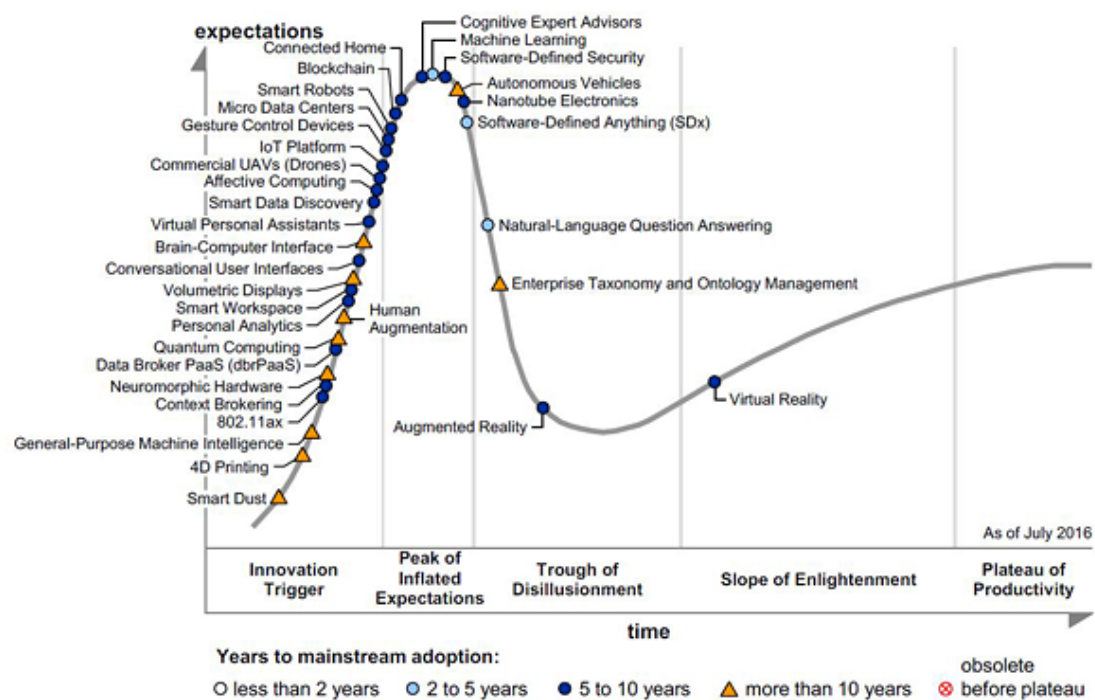 expectations
Cognitive Expert Advisors
Connected Home
Machine Learning
Software-Defined Security
Blockchain
Autonomous Vehicles
Smart Robots
Nanotube Electronics
Micro Data Centers
Gesture Control Devices
Software-Defined Anything (SDx)
IoT Platform
Commercial UAVs (Drones)
Affective Computing
Smart Data Discovery
Virtual Personal Assistants
Natural-Language Question Answering
Brain-Computer Interface
Conversational User Interfaces
Enterprise Taxonomy and Ontology Management
Volumetric Displays
Smart Workspace
Human
Augmentation
Personal Analytics
Quantum Computing
Data Broker PaaS (dbrPaaS)
Neuromorphic Hardware
Context Brokering
Virtual Reality
802.11ax
Augmented Reality
General-Purpose Machine Intelligence
4D Printing
Smart Dust
As of July 2016
Innovation
Trigger
Peak of
Inflated
Expectations
Trough of
Disillusionment
Slope of Enlightenment
Plateau of
Productivity
time
Years to mainstream adoption:
less than 2 years
2 to 5 years
5 to 10 years
more than 10 years
obsolete
before plateau